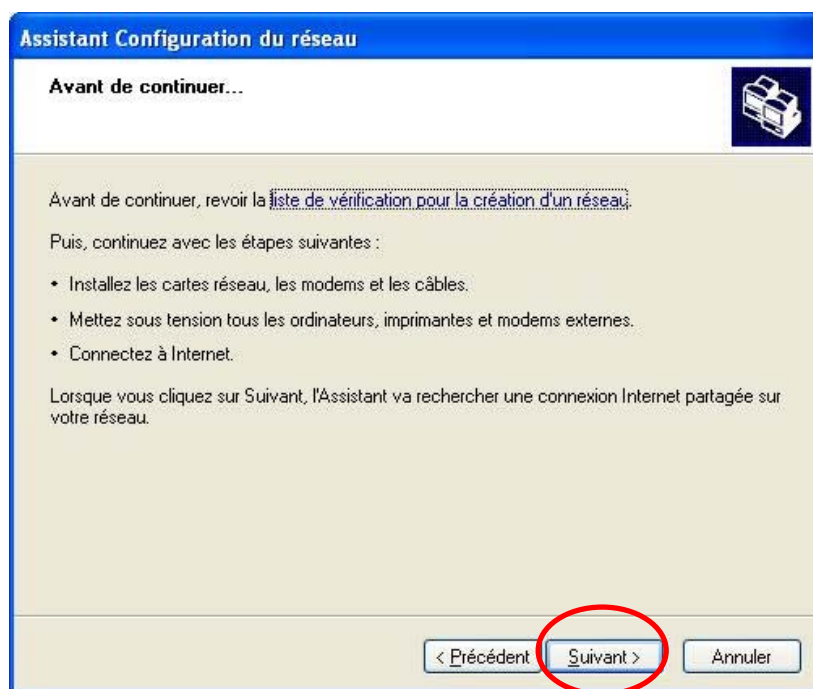 Assistant Configuration du réseau
Avant de continuer...
Avant de continuer, revoir la liste de vérification pour la création d'un réseau.
Puis, continuez avec les étapes suivantes :
• Installez les cartes réseau, les modems et les câbles.
• Mettez sous tension tous les ordinateurs, imprimantes et modems externes.
• Connectez à Internet.
Lorsque vous cliquez sur Suivant, l'Assistant va rechercher une connexion Internet partagée sur
votre réseau.
< Précédent Suivant > Annuler